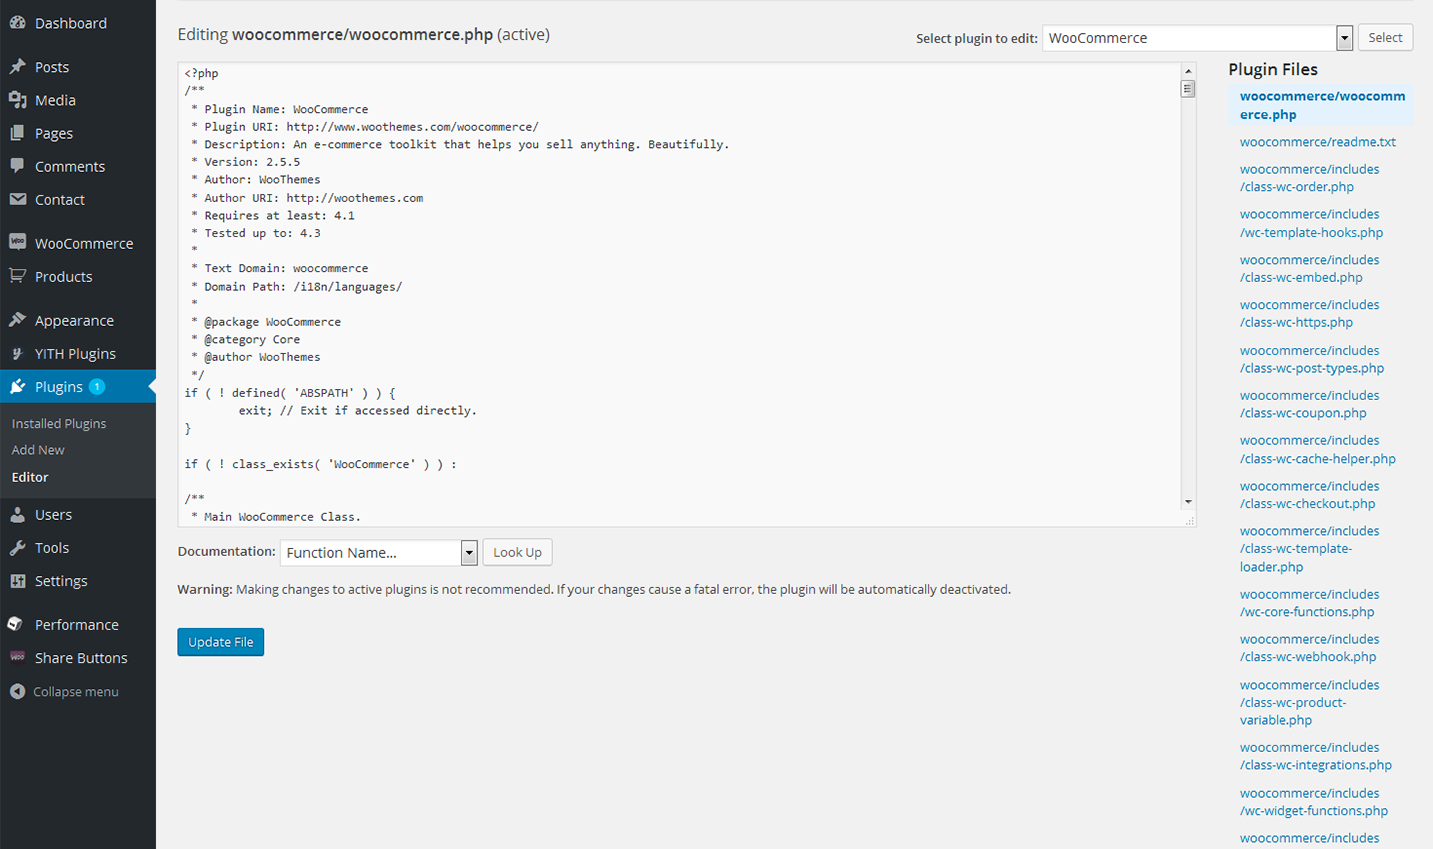 Dashboard
Posts
Media
Pages
Comments
Contact
WooCommerce
Products
Appearance
YITH Plugins
Plugins 1
Installed Plugins
Add New
Editor
Users
Tools
Settings
Performance
Share Buttons
Collapse menu
Editing woocommerce/woocommerce.php (active)
Select plugin to edit: WooCommerce Select
<?php
/**
 * Plugin Name: WooCommerce
 * Plugin URI: http://www.woothemes.com/woocommerce/
 * Description: An e-commerce toolkit that helps you sell anything. Beautifully.
 * Version: 2.5.5
 * Author: WooThemes
 * Author URI: http://woothemes.com
 * Requires at least: 4.1
 * Tested up to: 4.3
 *
 * Text Domain: woocommerce
 * Domain Path: /i18n/languages/
 *
 * @package WooCommerce
 * @category Core
 * @author WooThemes
 */
if ( ! defined( 'ABSPATH' ) ) {
        exit; // Exit if accessed directly.
}
if ( ! class_exists( 'WooCommerce' ) ) :
/**
 * Main WooCommerce Class.
Documentation: Function Name... Look Up
Warning: Making changes to active plugins is not recommended. If your changes cause a fatal error, the plugin will be automatically deactivated.
Update File
Plugin Files
woocommerce/woocomm
erce.php
woocommerce/readme.txt
woocommerce/includes
/class-wc-order.php
woocommerce/includes
/wc-template-hooks.php
woocommerce/includes
/class-wc-embed.php
woocommerce/includes
/class-wc-https.php
woocommerce/includes
/class-wc-post-types.php
woocommerce/includes
/class-wc-coupon.php
woocommerce/includes
/class-wc-cache-helper.php
woocommerce/includes
/class-wc-checkout.php
woocommerce/includes
/class-wc-template-
loader.php
woocommerce/includes
/wc-core-functions.php
woocommerce/includes
/class-wc-webhook.php
woocommerce/includes
/class-wc-product-
variable.php
woocommerce/includes
/class-wc-integrations.php
woocommerce/includes
/wc-widget-functions.php
woocommerce/includes